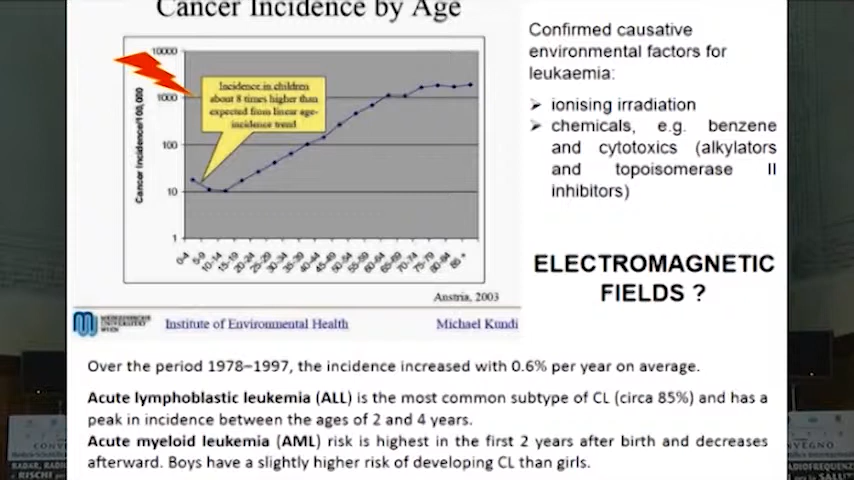 Cancer Incidence by Age
10000
1000
100
10
1
Cancer Incidence/100,000
Incidence in children
about 8 times higher than
expected from linear age-
incidence trend
0-4
5-9
10-14
15-19
20-24
25-29
30-34
35-39
40-44
45-49
50-54
55-59
60-64
65-69
70-74
75-79
80-84
85 +
Austria, 2003
Institute of Environmental Health
Michael Kundi
Confirmed causative
environmental factors for
leukaemia:
➢ ionising irradiation
➢ chemicals, e.g. benzene
and cytotoxics (alkylators
and topoisomerase II
inhibitors)
ELECTROMAGNETIC
FIELDS ?
Over the period 1978–1997, the incidence increased with 0.6% per year on average.
Acute lymphoblastic leukemia (ALL) is the most common subtype of CL (circa 85%) and has a
peak in incidence between the ages of 2 and 4 years.
Acute myeloid leukemia (AML) risk is highest in the first 2 years after birth and decreases
afterward. Boys have a slightly higher risk of developing CL than girls.